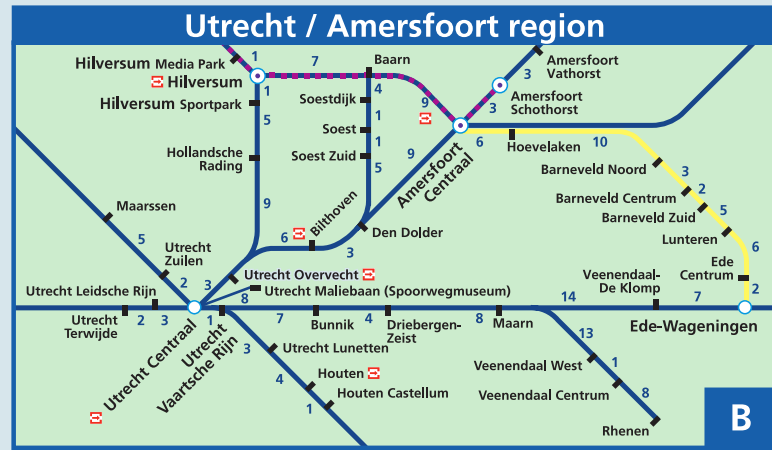 Utrecht / Amersfoort region
Hilversum Media Park
1
7
Baarn
Hilversum
Hilversum Sportpark
1
5
Hollandsche
Rading
9
4
Soestdijk
1
Soest
1
Soest Zuid
5
9
9
3
Amersfoort
Vathorst
Amersfoort
Schothorst
3
Amersfoort
Centraal
6
Hoevelaken
10
Barneveld Noord
3
Barneveld Centrum
2
Barneveld Zuid
5
Lunteren
6
Ede
Centrum
2
Maarssen
5
Utrecht
Zuilen
2
3
6
Bilthoven
3
Den Dolder
Utrecht Overvecht
8
Utrecht Maliebaan (Spoorwegmuseum)
Utrecht Leidsche Rijn
Utrecht
Terwijde
2
3
Utrecht Centraal
1
Utrecht
Vaartsche Rijn
7
Bunnik
4
Driebergen-
Zeist
8
Maarn
14
Veenendaal-
De Klomp
7
Ede-Wageningen
3
Utrecht Lunetten
4
Houten
1
Houten Castellum
13
Veenendaal West
1
Veenendaal Centrum
8
Rhenen
B